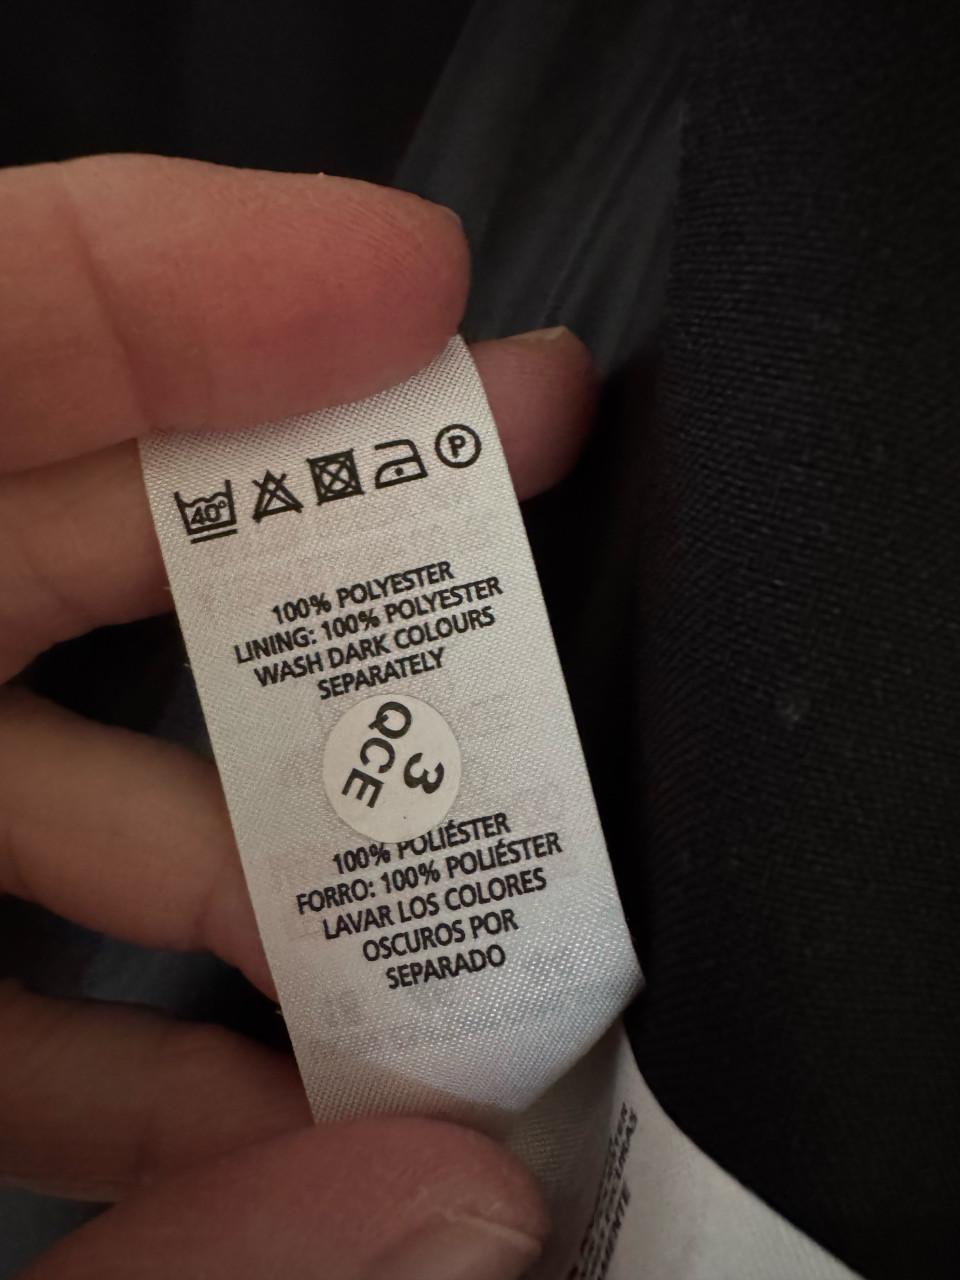 40°
P
100% POLYESTER
LINING: 100% POLYESTER
WASH DARK COLOURS
SEPARATELY
QCE
3
100% POLIÉSTER
FORRO: 100% POLIÉSTER
LAVAR LOS COLORES
OSCUROS POR
SEPARADO